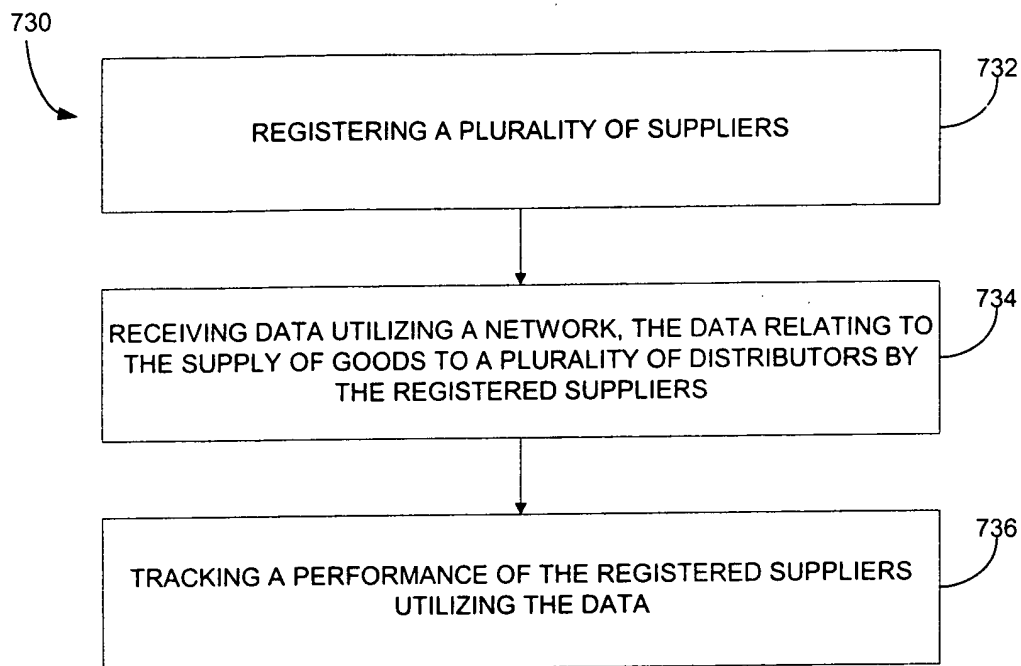 730
732
REGISTERING A PLURALITY OF SUPPLIERS
734
RECEIVING DATA UTILIZING A NETWORK, THE DATA RELATING TO
THE SUPPLY OF GOODS TO A PLURALITY OF DISTRIBUTORS BY
THE REGISTERED SUPPLIERS
736
TRACKING A PERFORMANCE OF THE REGISTERED SUPPLIERS
UTILIZING THE DATA